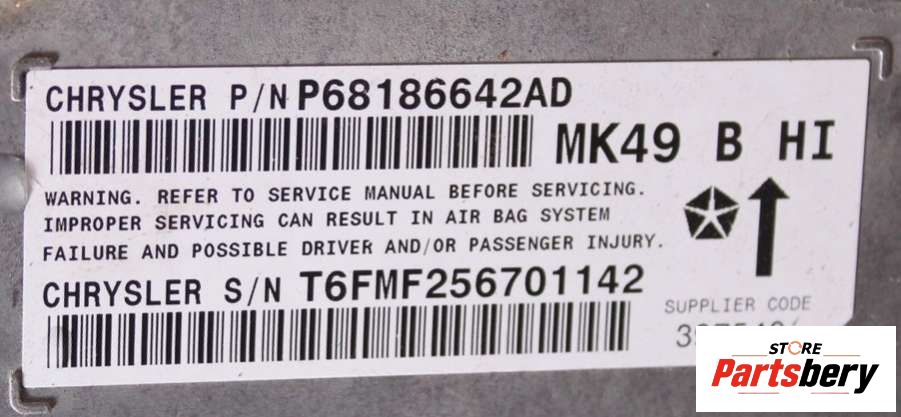 CHRYSLER P/N P68186642AD
MK49 B HI
WARNING. REFER TO SERVICE MANUAL BEFORE SERVICING.
IMPROPER SERVICING CAN RESULT IN AIR BAG SYSTEM
FAILURE AND POSSIBLE DRIVER AND/OR PASSENGER INJURY.
CHRYSLER S/N T6FMF256701142
SUPPLIER CODE
STORE
Partsbery